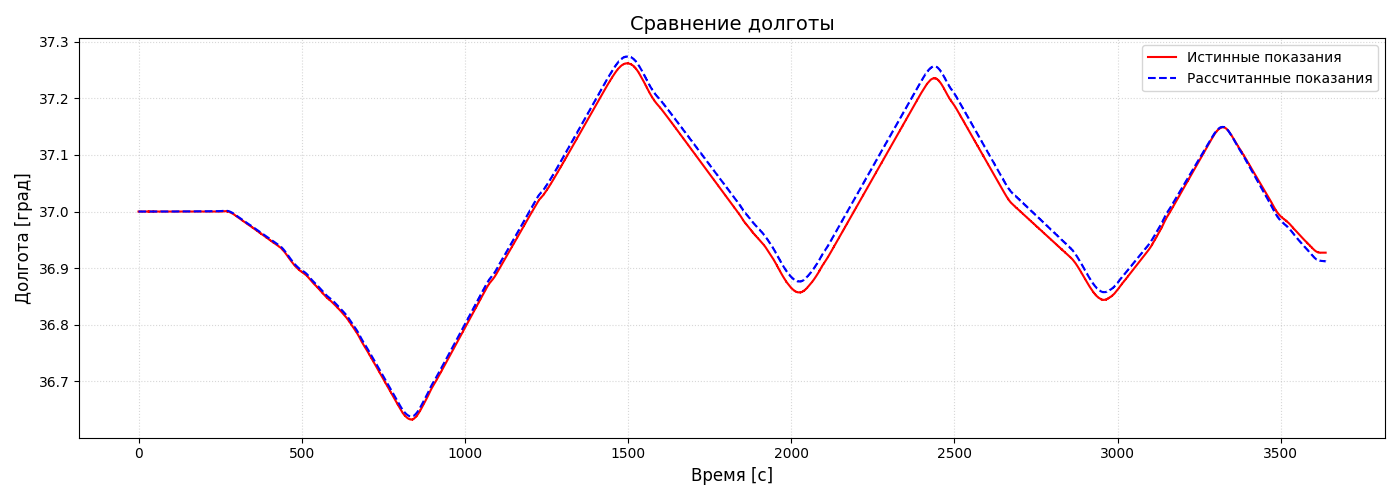 Сравнение долготы
Истинные показания
Рассчитанные показания
Долгота [град]
37.3
37.2
37.1
37.0
36.9
36.8
36.7
0 500 1000 1500 2000 2500 3000 3500
Время [с]